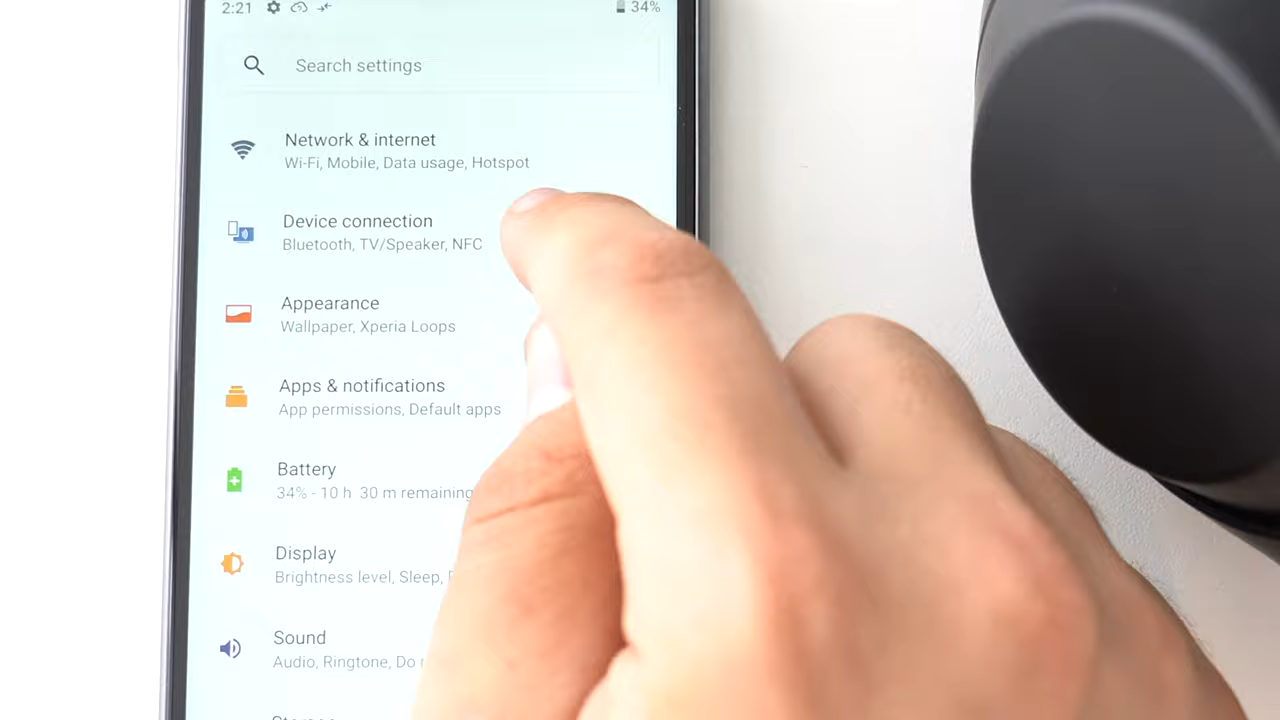 2:21 34%
Search settings
Network & internet
Wi-Fi, Mobile, Data usage, Hotspot
Device connection
Bluetooth, TV/Speaker, NFC
Appearance
Wallpaper, Xperia Loops
Apps & notifications
App permissions, Default apps
Battery
34% - 10 h 30 m remaining
Display
Brightness level, Sleep,
Sound
Audio, Ringtone, Do